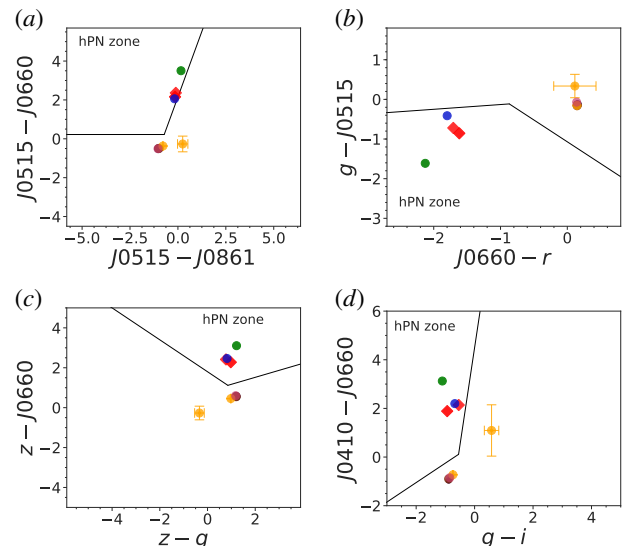 (a)
hPN zone
J0515 − J0660
4
2
0
−2
−4
−5.0 −2.5 0.0 2.5 5.0
J0515 − J0861
(b)
hPN zone
g − J0515
1
0
−1
−2
−3
−2 −1 0
J0660 − r
(c)
hPN zone
z − J0660
4
2
0
−2
−4
0 2
z − g
(d)
hPN zone
J0410 − J0660
6
4
2
0
−2
−2 0 2 4
g − i